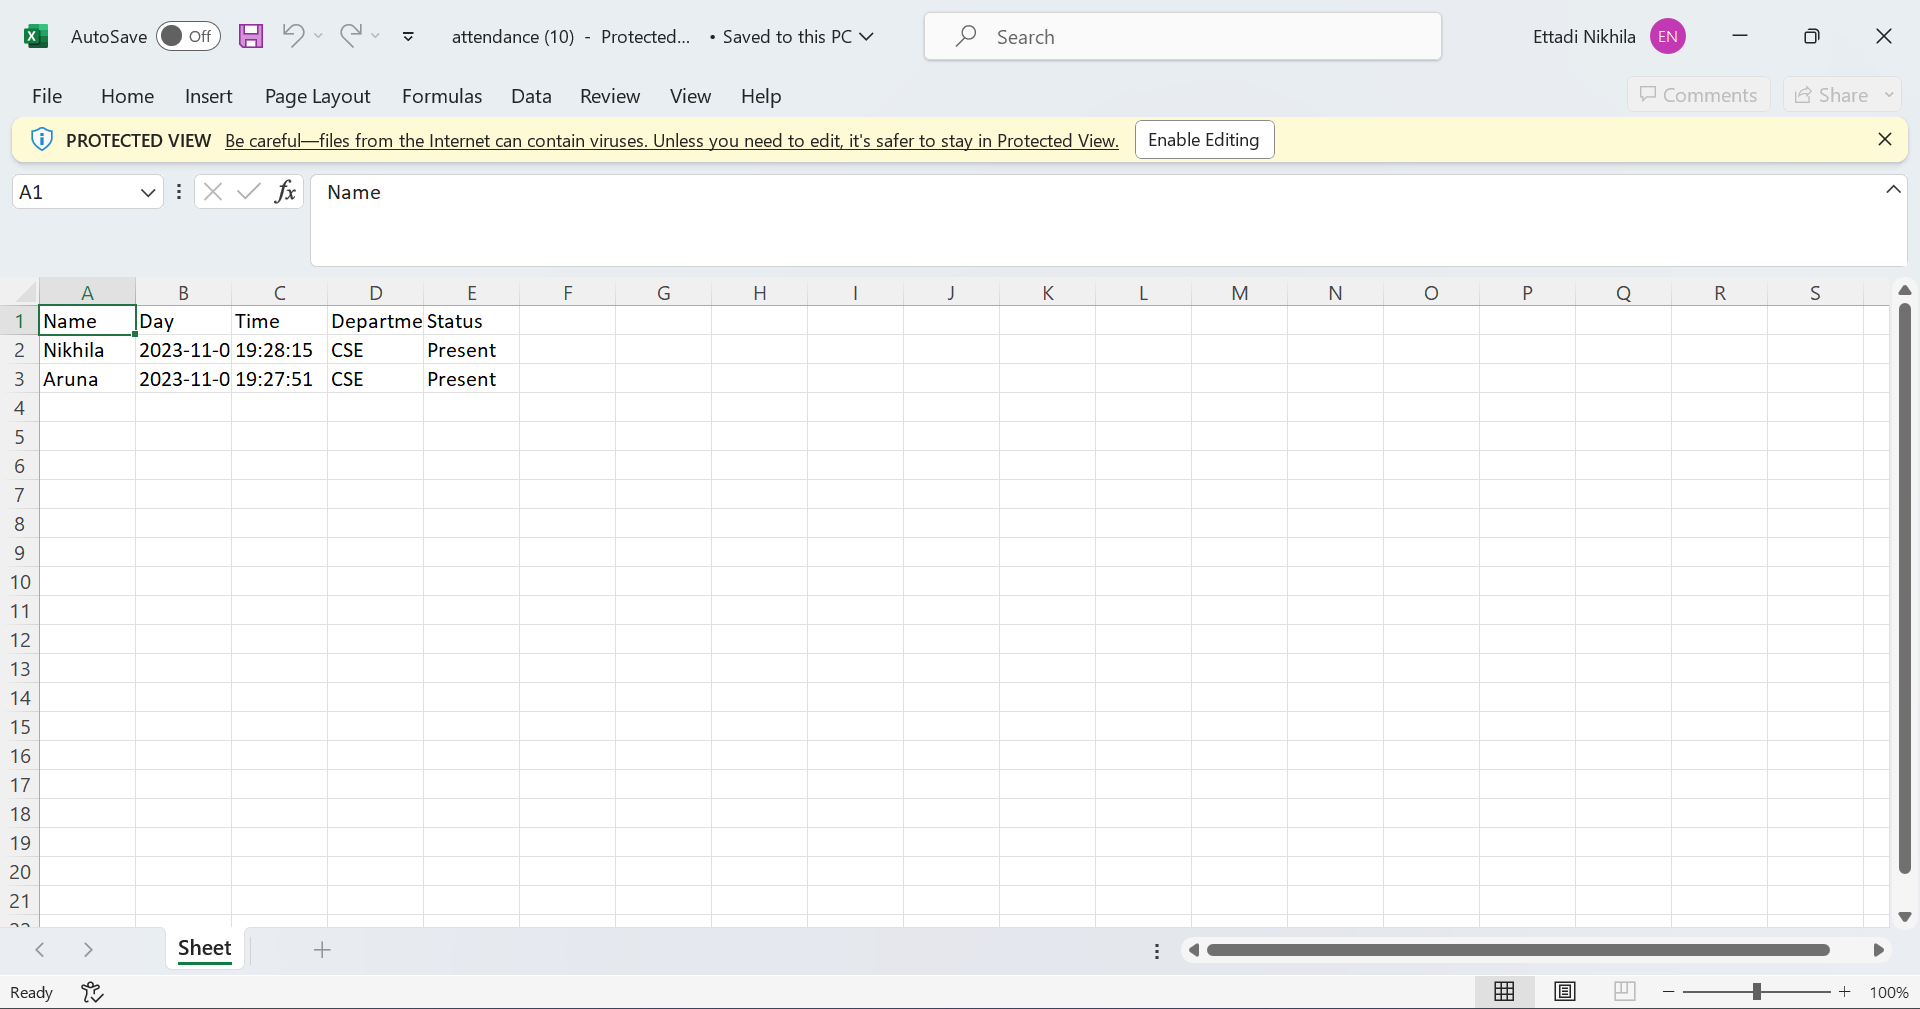 AutoSave Off attendance (10) - Protected... • Saved to this PC Search Ettadi Nikhila EN
File Home Insert Page Layout Formulas Data Review View Help Comments Share
PROTECTED VIEW Be careful—files from the Internet can contain viruses. Unless you need to edit, it's safer to stay in Protected View. Enable Editing
A1 fx Name
A B C D E F G H I J K L M N O P Q R S
1 Name Day Time Departme Status
2 Nikhila 2023-11-0 19:28:15 CSE Present
3 Aruna 2023-11-0 19:27:51 CSE Present
4
5
6
7
8
9
10
11
12
13
14
15
16
17
18
19
20
21
Sheet
Ready 100%